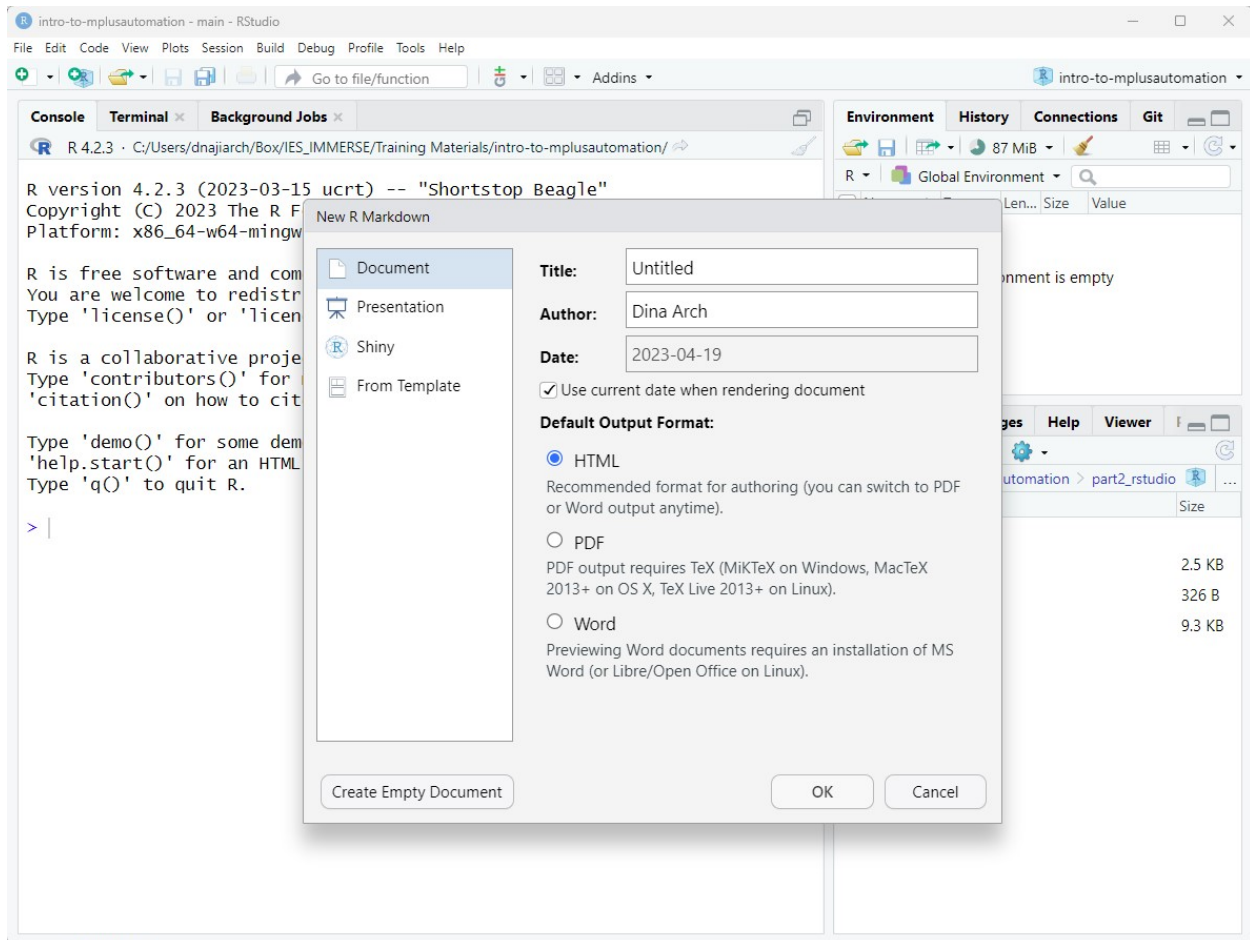 intro-to-mplusautomation - main - RStudio
File Edit Code View Plots Session Build Debug Profile Tools Help
Go to file/function
Addins
intro-to-mplusautomation
Console Terminal Background Jobs
R 4.2.3 · C:/Users/dnajiarch/Box/IES_IMMERSE/Training Materials/intro-to-mplusautomation/
R version 4.2.3 (2023-03-15 ucrt) -- "Shortstop Beagle"
Copyright (C) 2023 The R F
Platform: x86_64-w64-mingw
R is free software and com
You are welcome to redistr
Type 'license()' or 'licen
R is a collaborative proje
Type 'contributors()' for
'citation()' on how to cit
Type 'demo()' for some dem
'help.start()' for an HTML
Type 'q()' to quit R.
>
New R Markdown
Document
Presentation
Shiny
From Template
Title: Untitled
Author: Dina Arch
Date: 2023-04-19
Use current date when rendering document
Default Output Format:
HTML
Recommended format for authoring (you can switch to PDF
or Word output anytime).
PDF
PDF output requires TeX (MiKTeX on Windows, MacTeX
2013+ on OS X, TeX Live 2013+ on Linux).
Word
Previewing Word documents requires an installation of MS
Word (or Libre/Open Office on Linux).
Create Empty Document
OK
Cancel
Environment History Connections Git
87 MiB
R Global Environment
Len... Size Value
onment is empty
ges Help Viewer
utomation > part2_rstudio ...
Size
2.5 KB
326 B
9.3 KB